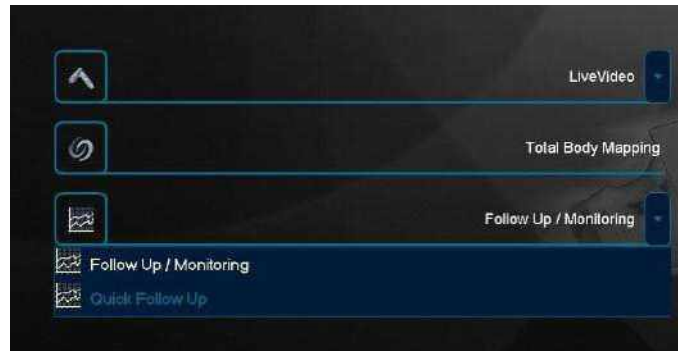 LiveVideo
Total Body Mapping
Follow Up / Monitoring
Follow Up / Monitoring
Quick Follow Up